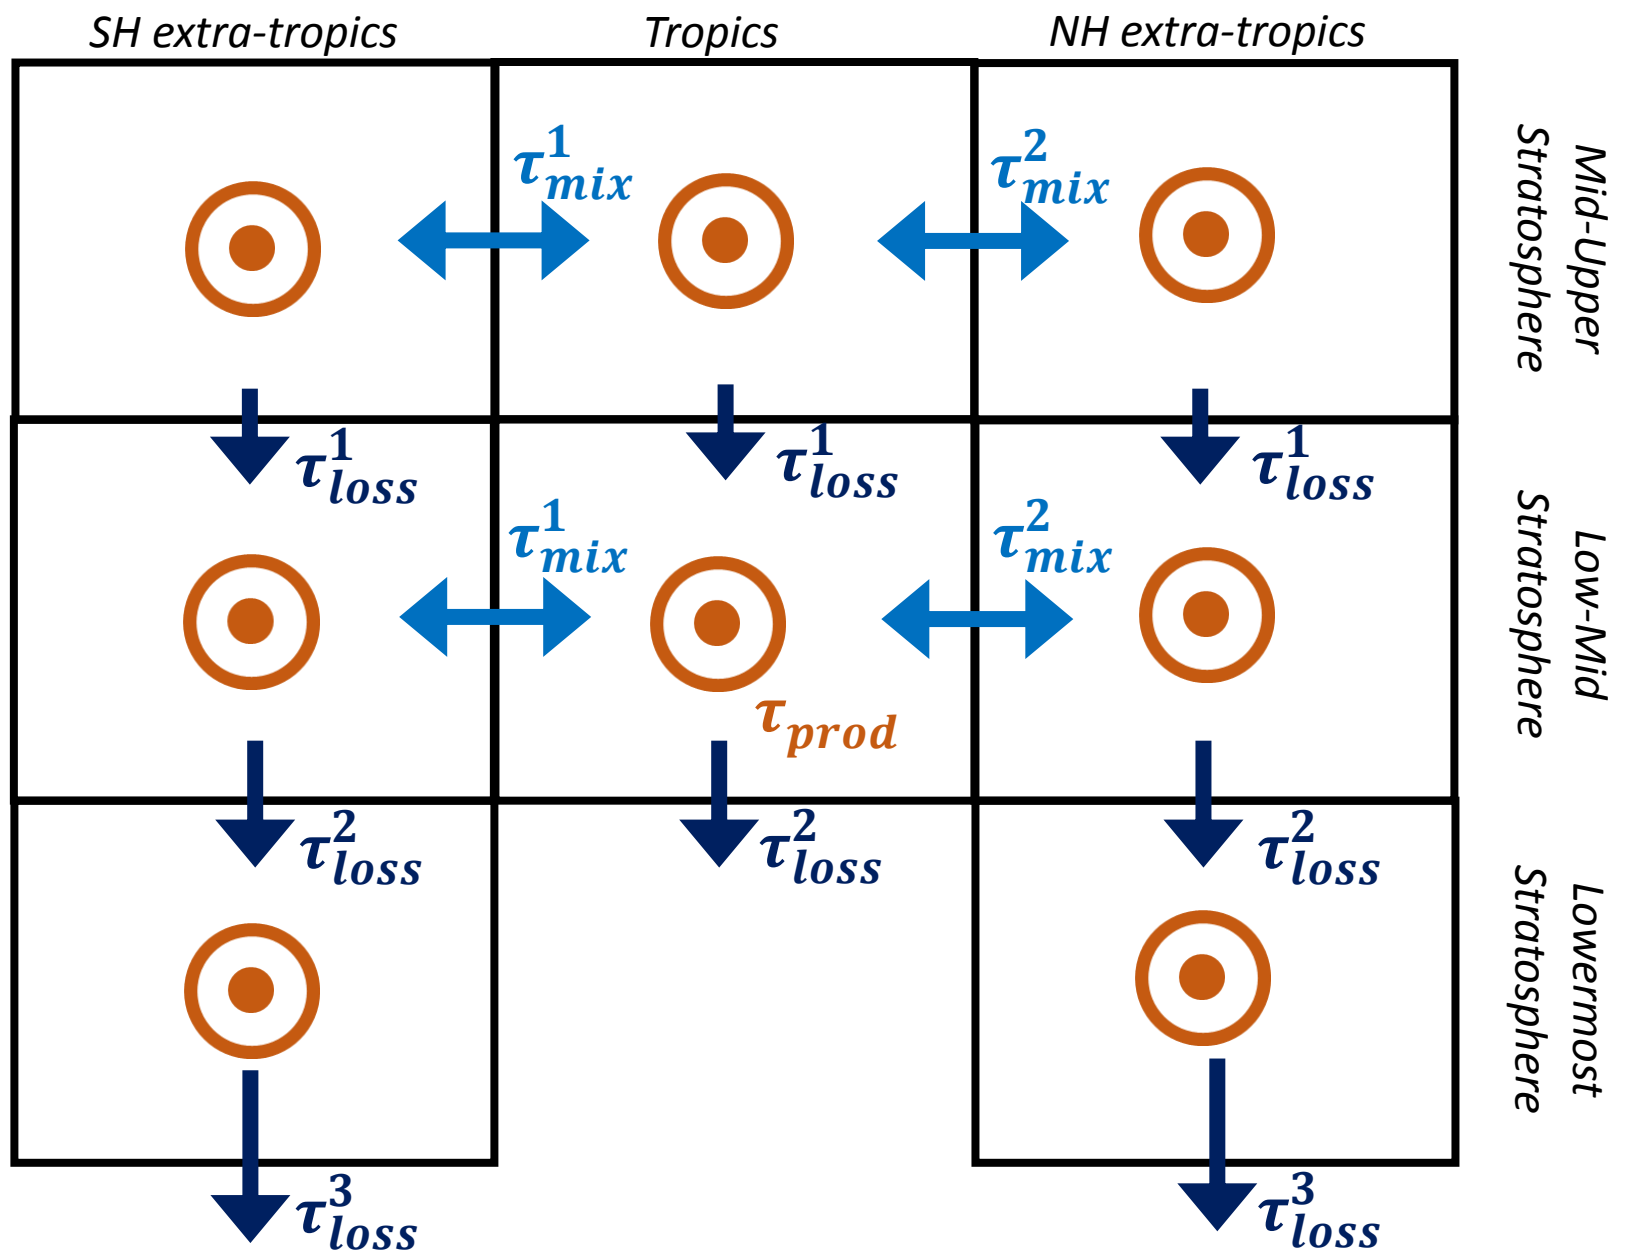 SH extra-tropics
Tropics
NH extra-tropics
τ¹mix
τ²mix
Mid-Upper
Stratosphere
τ¹loss
τ¹loss
τ¹loss
τ¹mix
τ²mix
Low-Mid
Stratosphere
τprod
τ²loss
τ²loss
τ²loss
Lowermost
Stratosphere
τ³loss
τ³loss